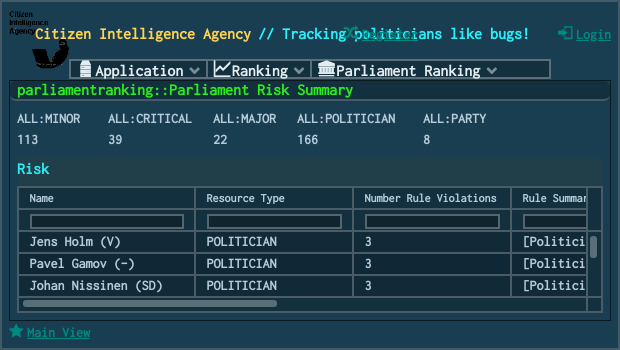 Citizen
Intelligence
Agency
Citizen Intelligence Agency // Tracking politicians like bugs!
Register
Login
Application
Ranking
Parliament Ranking
parliamentranking::Parliament Risk Summary
ALL:MINOR ALL:CRITICAL ALL:MAJOR ALL:POLITICIAN ALL:PARTY
113 39 22 166 8
Risk
Name Resource Type Number Rule Violations Rule Summar
Jens Holm (V) POLITICIAN 3 [Politici
Pavel Gamov (-) POLITICIAN 3 [Politici
Johan Nissinen (SD) POLITICIAN 3 [Politici
Main View